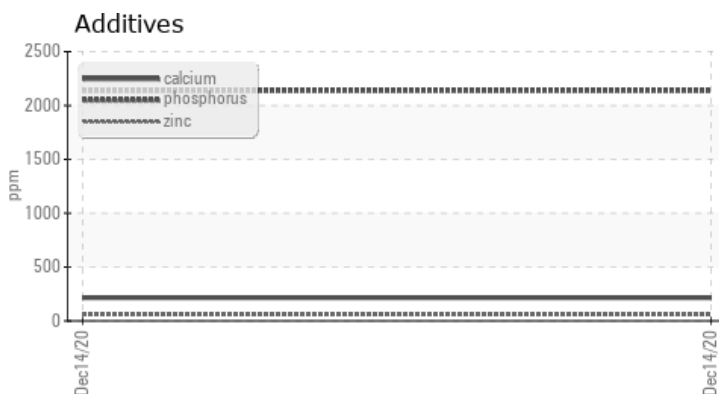 Additives
2500
2000
1500
1000
500
0
ppm
calcium
phosphorus
zinc
Dec14/20
Dec14/20